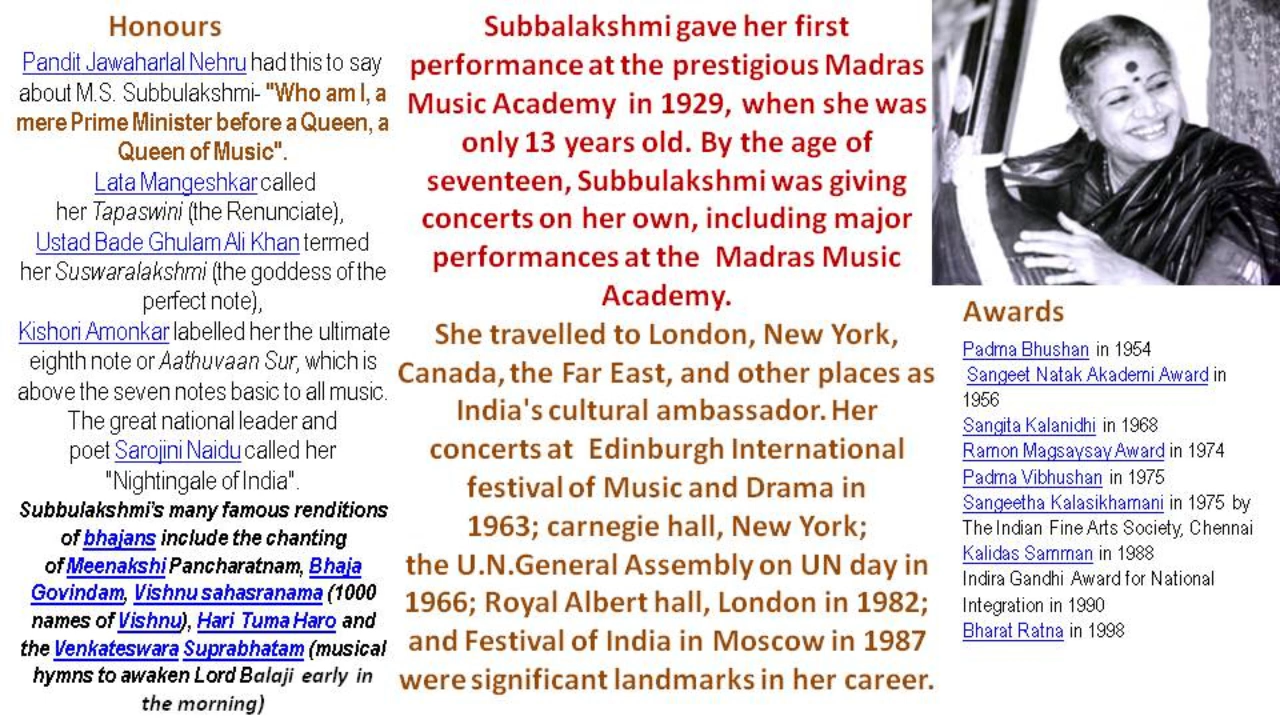 Honours
Pandit Jawaharlal Nehru had this to say
about M.S. Subbulakshmi- "Who am I, a
mere Prime Minister before a Queen, a
Queen of Music".
Lata Mangeshkar called
her Tapaswini (the Renunciate),
Ustad Bade Ghulam Ali Khan termed
her Suswaralakshmi (the goddess of the
perfect note),
Kishori Amonkar labelled her the ultimate
eighth note or Aathuvaan Sur, which is
above the seven notes basic to all music.
The great national leader and
poet Sarojini Naidu called her
"Nightingale of India".
Subbulakshmi's many famous renditions
of bhajans include the chanting
of Meenakshi Pancharatnam, Bhaja
Govindam, Vishnu sahasranama (1000
names of Vishnu), Hari Tuma Haro and
the Venkateswara Suprabhatam (musical
hymns to awaken Lord Balaji early in
the morning)
Subbalakshmi gave her first
performance at the prestigious Madras
Music Academy in 1929, when she was
only 13 years old. By the age of
seventeen, Subbulakshmi was giving
concerts on her own, including major
performances at the Madras Music
Academy.
She travelled to London, New York,
Canada, the Far East, and other places as
India's cultural ambassador. Her
concerts at Edinburgh International
festival of Music and Drama in
1963; carnegie hall, New York;
the U.N.General Assembly on UN day in
1966; Royal Albert hall, London in 1982;
and Festival of India in Moscow in 1987
were significant landmarks in her career.
Awards
Padma Bhushan in 1954
Sangeet Natak Akademi Award in
1956
Sangita Kalanidhi in 1968
Ramon Magsaysay Award in 1974
Padma Vibhushan in 1975
Sangeetha Kalasikhamani in 1975 by
The Indian Fine Arts Society, Chennai
Kalidas Samman in 1988
Indira Gandhi Award for National
Integration in 1990
Bharat Ratna in 1998